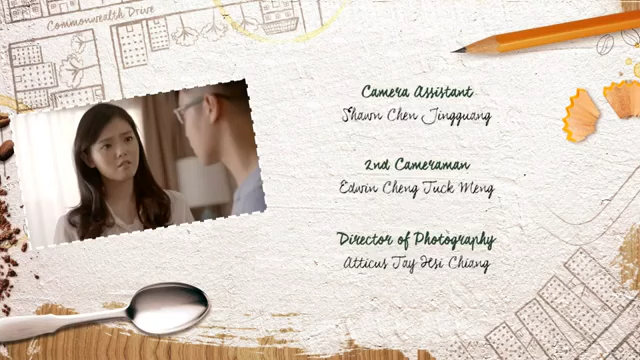 Commonwealth Drive
Camera Assistant
Shawn Chen Jingguang
2nd Cameraman
Edwin Cheng Tuck Meng
Director of Photography
Atticus Tay Hsi Chiang